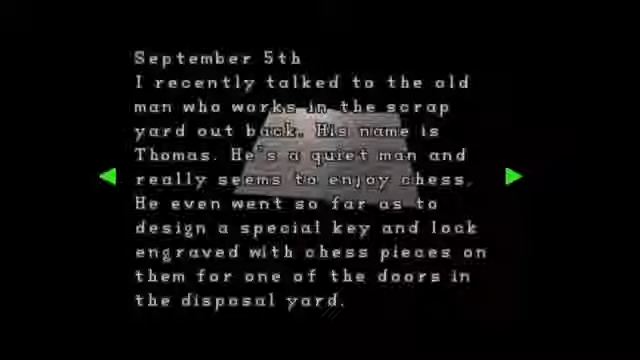 September 5th
I recently talked to the old
man who works in the scrap
yard out back. His name is
Thomas. He's a quiet man and
really seems to enjoy chess.
He even went so far as to
design a special key and lock
engraved with chess pieces on
them for one of the doors in
the disposal yard.